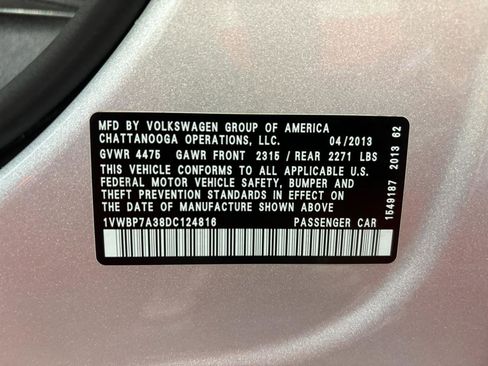 MFD BY VOLKSWAGEN GROUP OF AMERICA
CHATTANOOGA OPERATIONS, LLC. 04/2013
GVWR 4475 GAWR FRONT 2315 / REAR 2271 LBS
THIS VEHICLE CONFORMS TO ALL APPLICABLE U.S.
FEDERAL MOTOR VEHICLE SAFETY, BUMPER AND
THEFT PREVENTION STANDARDS IN EFFECT ON
THE DATE OF MANUFACTURE SHOWN ABOVE.
1VWBP7A38DC124816 PASSENGER CAR
1549187 2013 62